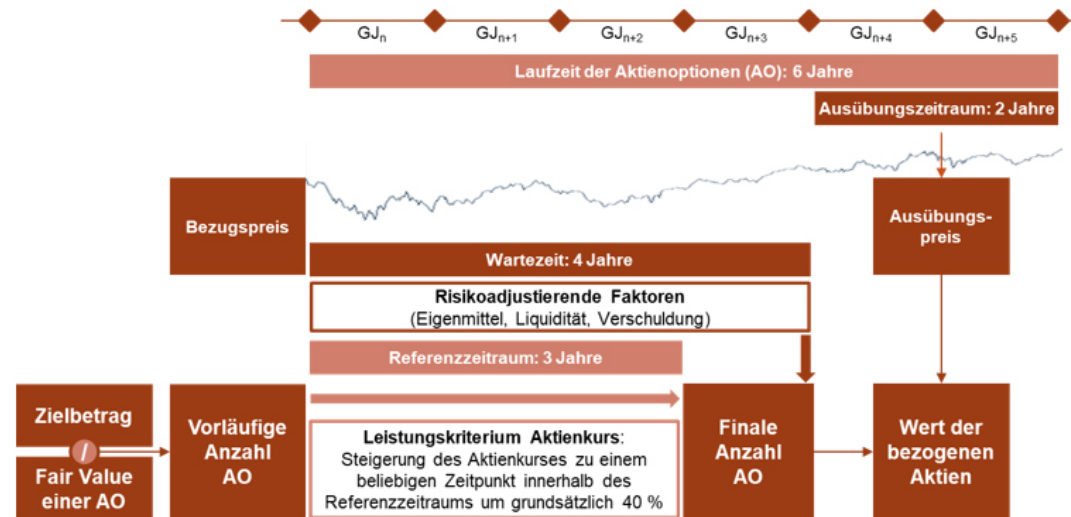 GJn
GJn+1
GJn+2
GJn+3
GJn+4
GJn+5
Laufzeit der Aktienoptionen (AO): 6 Jahre
Ausübungszeitraum: 2 Jahre
Bezugspreis
Ausübungs-
preis
Wartezeit: 4 Jahre
Risikoadjustierende Faktoren
(Eigenmittel, Liquidität, Verschuldung)
Referenzzeitraum: 3 Jahre
Zielbetrag
/
Fair Value
einer AO
Vorläufige
Anzahl
AO
Leistungskriterium Aktienkurs:
Steigerung des Aktienkurses zu einem
beliebigen Zeitpunkt innerhalb des
Referenzzeitraums um grundsätzlich 40 %
Finale
Anzahl
AO
Wert der
bezogenen
Aktien